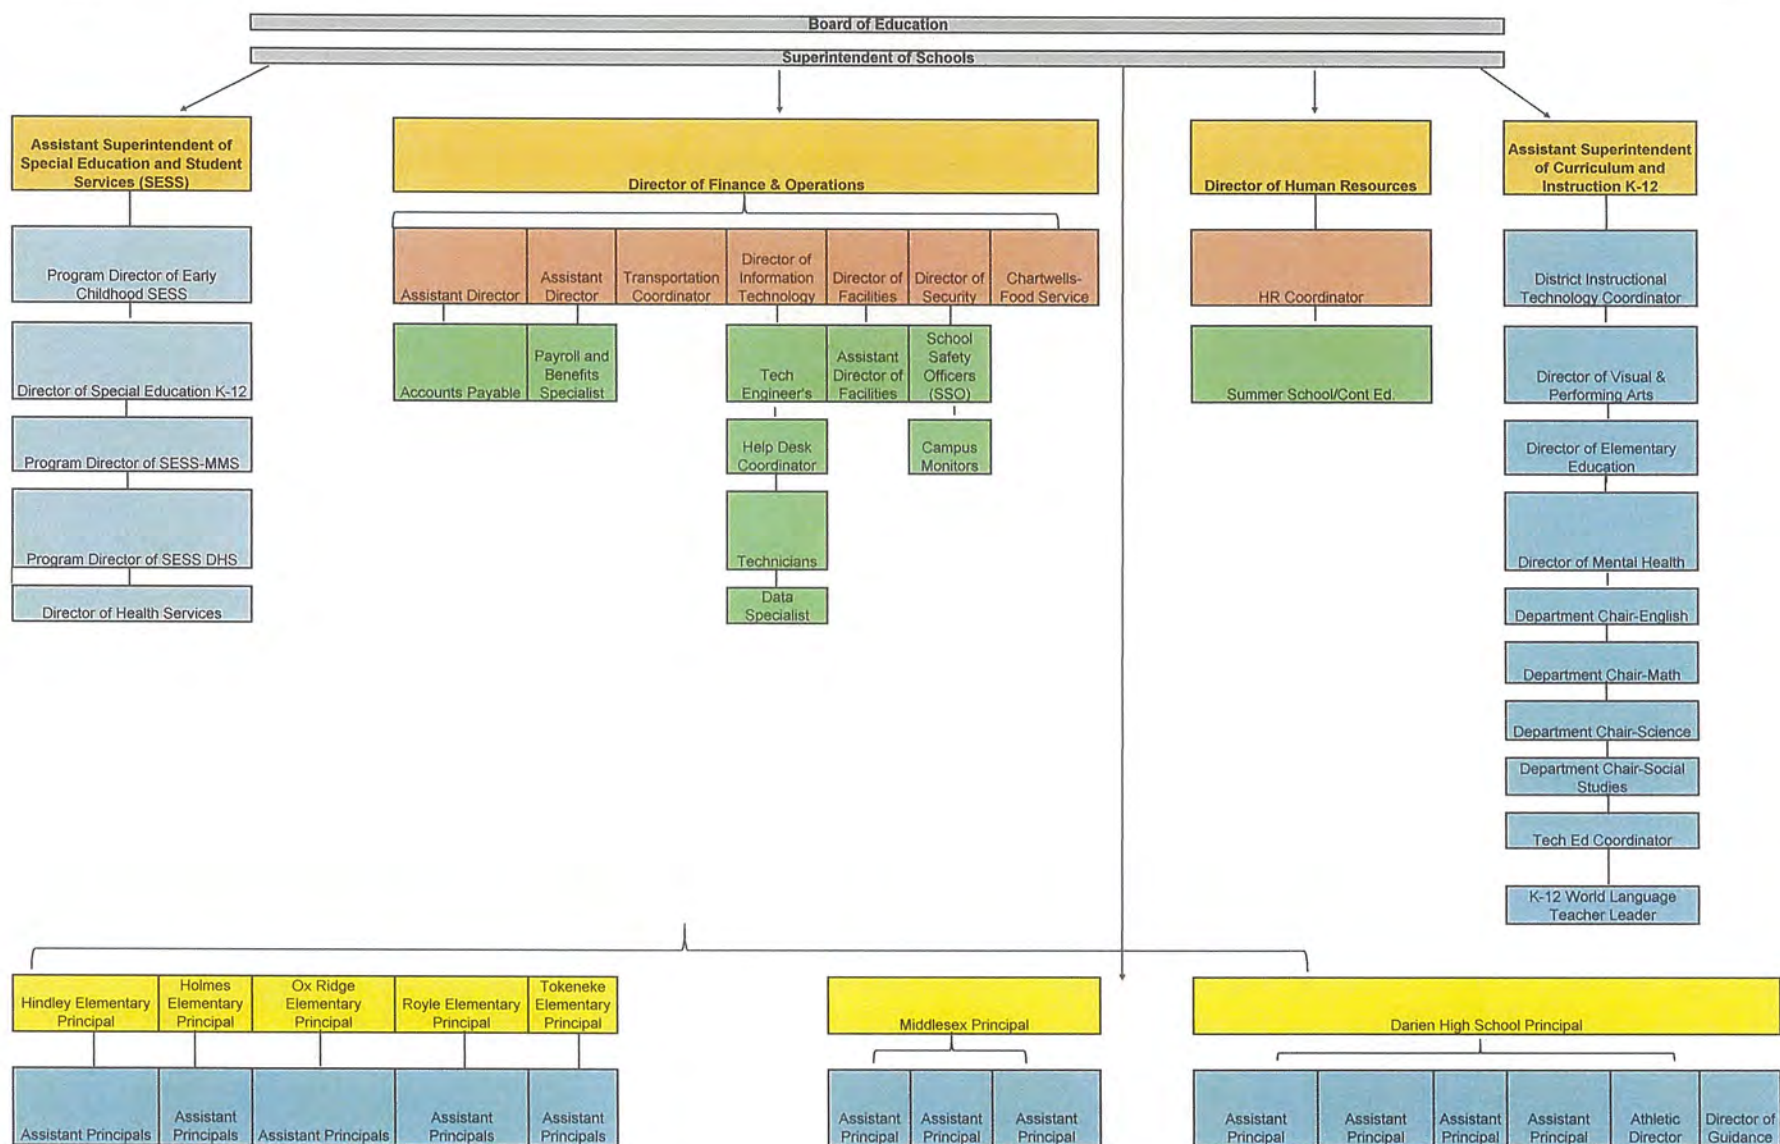 Board of Education
Superintendent of Schools
Assistant Superintendent of
Special Education and Student
Services (SESS)
Director of Finance & Operations
Director of Human Resources
Assistant Superintendent
of Curriculum and
Instruction K-12
Program Director of Early
Childhood SESS
Director of Special Education K-12
Program Director of SESS-MMS
Program Director of SESS DHS
Director of Health Services
Assistant Director
Assistant
Director
Transportation
Coordinator
Director of
Information
Technology
Director of
Facilities
Director of
Security
Chartwells-
Food Service
Accounts Payable
Payroll and
Benefits
Specialist
Tech
Engineer's
Assistant
Director of
Facilities
School
Safety
Officers
(SSO)
Help Desk
Coordinator
Campus
Monitors
Technicians
Data
Specialist
HR Coordinator
Summer School/Cont Ed.
District Instructional
Technology Coordinator
Director of Visual &
Performing Arts
Director of Elementary
Education
Director of Mental Health
Department Chair-English
Department Chair-Math
Department Chair-Science
Department Chair-Social
Studies
Tech Ed Coordinator
K-12 World Language
Teacher Leader
Hindley Elementary
Principal
Holmes
Elementary
Principal
Ox Ridge
Elementary
Principal
Royle Elementary
Principal
Tokeneke
Elementary
Principal
Middlesex Principal
Darien High School Principal
Assistant Principals
Assistant
Principals
Assistant Principals
Assistant
Principals
Assistant
Principals
Assistant
Principal
Assistant
Principal
Assistant
Principal
Assistant
Principal
Assistant
Principal
Assistant
Principal
Assistant
Principal
Athletic
Director
Director of
Guidance